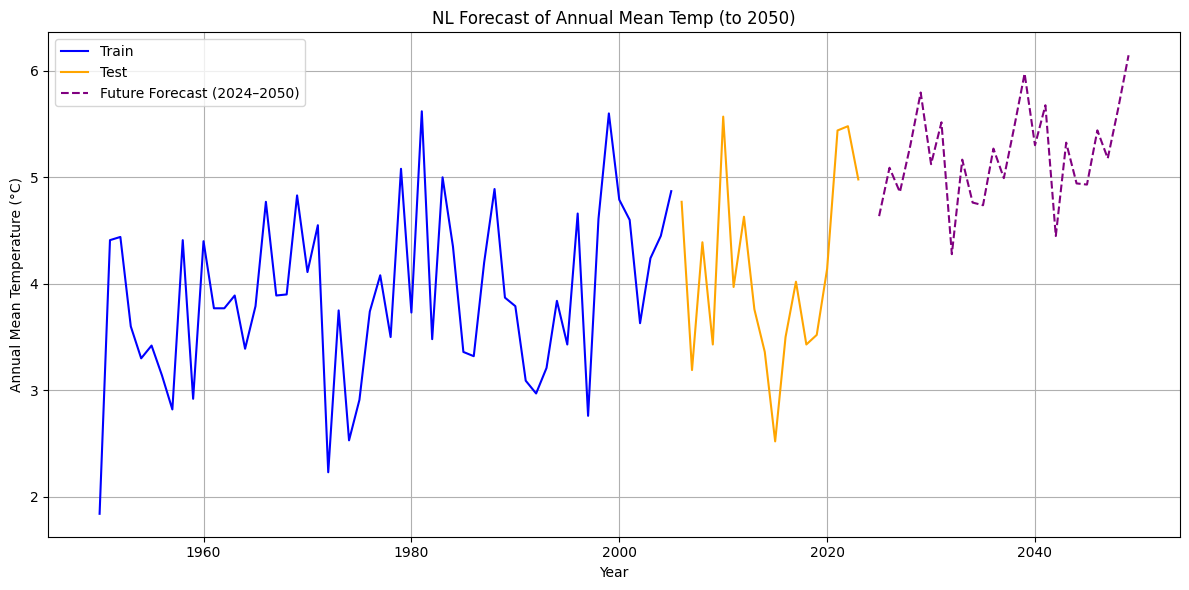 NL Forecast of Annual Mean Temp (to 2050)
Train
Test
Future Forecast (2024–2050)
Annual Mean Temperature (°C)
6
5
4
3
2
1960
1980
2000
2020
2040
Year